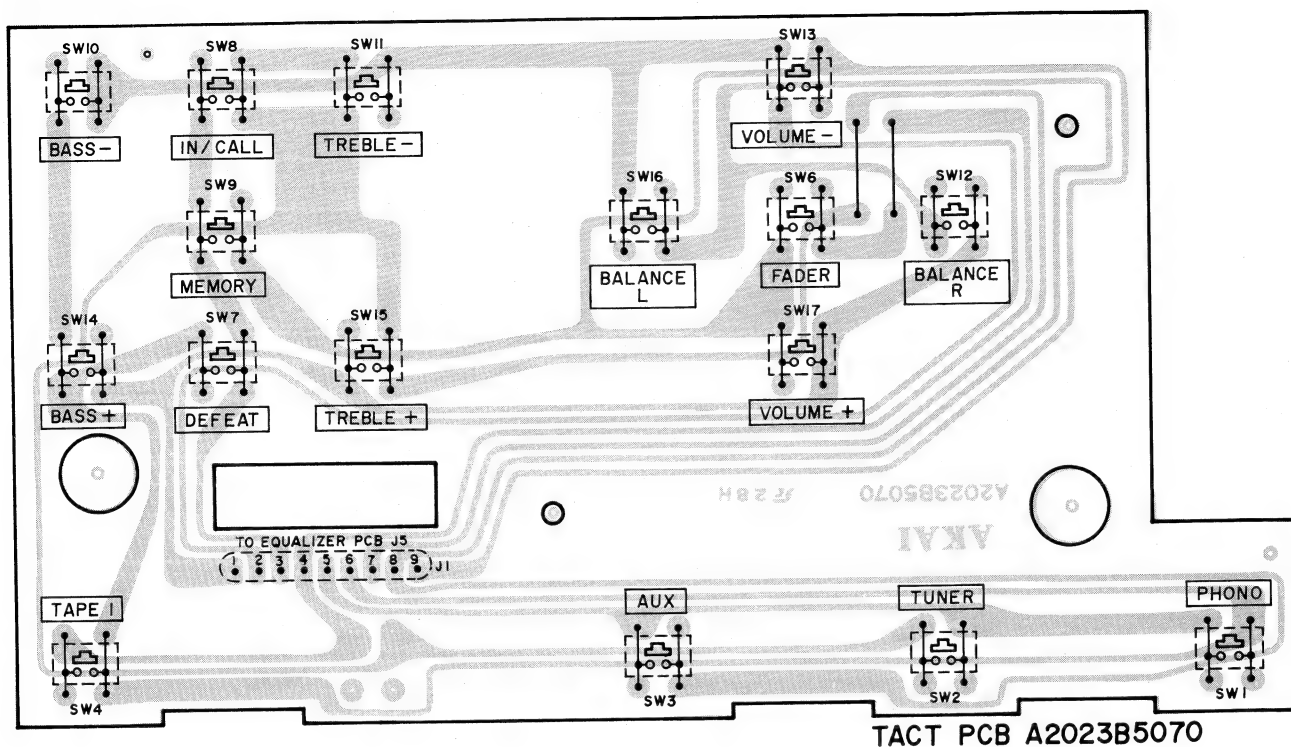 SW10
SW8
SW11
SW13
BASS−
IN/CALL
TREBLE−
VOLUME−
SW9
SW16
SW6
SW12
MEMORY
BALANCE
L
FADER
BALANCE
R
SW14
SW7
SW15
SW17
BASS+
DEFEAT
TREBLE +
VOLUME +
A2023B5070
AKAI
TO EQUALIZER PCB J5
1 2 3 4 5 6 7 8 9
J1
TAPE 1
AUX
TUNER
PHONO
SW4
SW3
SW2
SW1
TACT PCB A2023B5070